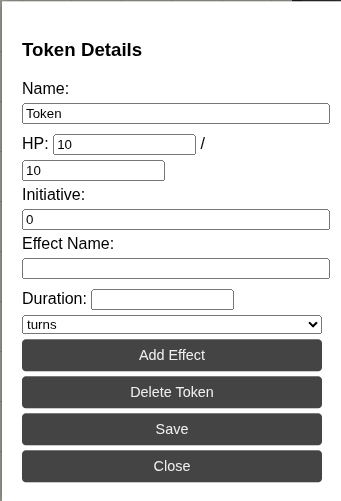 Token Details
Name:
Token
HP: 10 /
10
Initiative:
0
Effect Name:
Duration:
turns
Add Effect
Delete Token
Save
Close